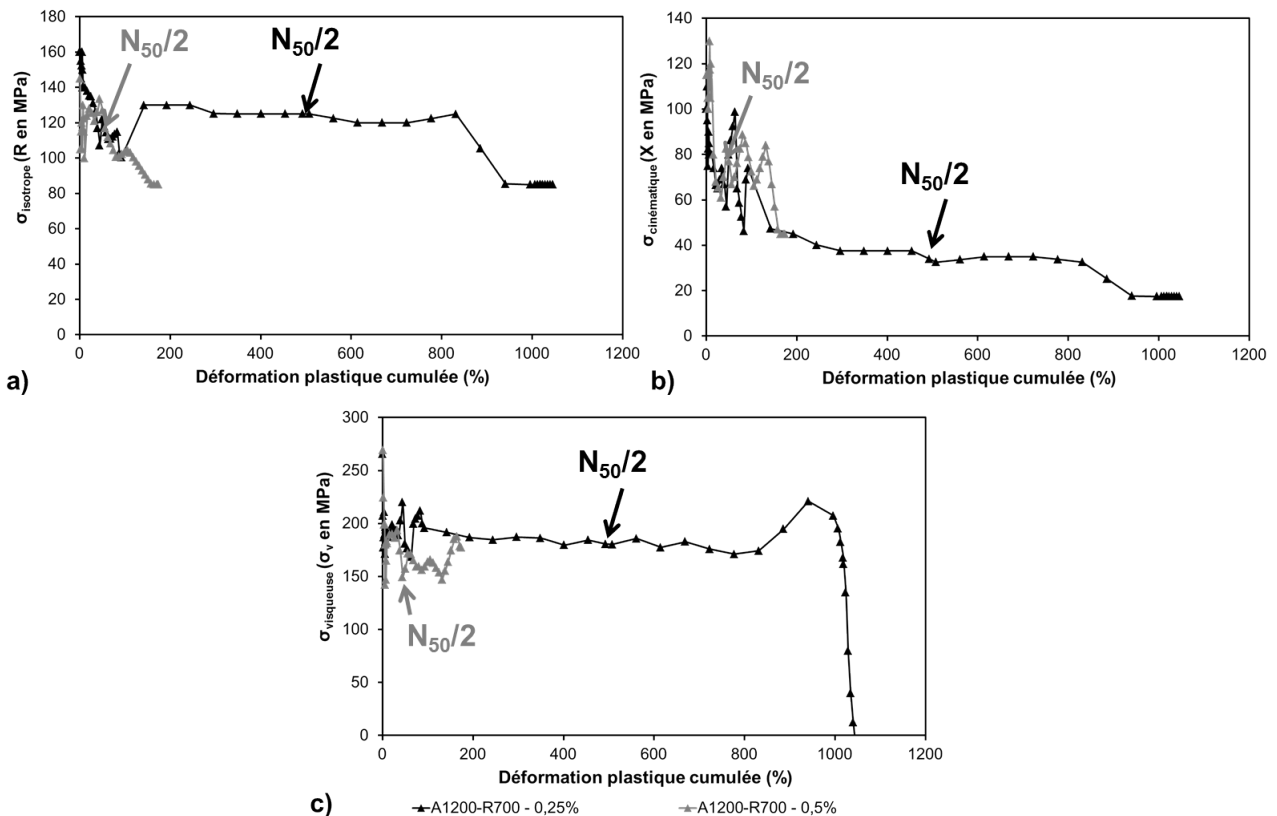 180
160
140
120
100
80
60
40
20
0
σisotrope (R en MPa)
N50/2
N50/2
0 200 400 600 800 1000 1200
Déformation plastique cumulée (%)
a)
140
120
100
80
60
40
20
0
σcinématique (X en MPa)
N50/2
N50/2
0 200 400 600 800 1000 1200
Déformation plastique cumulée (%)
b)
300
250
200
150
100
50
0
σvisqueuse (σv en MPa)
N50/2
N50/2
0 200 400 600 800 1000 1200
Déformation plastique cumulée (%)
c)
A1200-R700 - 0,25% A1200-R700 - 0,5%